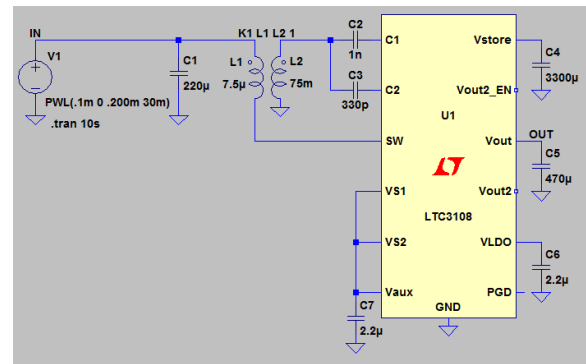 IN
V1
PWL(.1m 0 .200m 30m)
.tran 10s
C1
220µ
K1 L1 L2 1
L1
7.5µ
L2
75m
C2
1n
C3
330p
C1
C2
SW
VS1
VS2
Vaux
C7
2.2µ
U1
LTC3108
GND
Vstore
Vout2_EN
Vout
Vout2
VLDO
PGD
C4
3300µ
OUT
C5
470µ
C6
2.2µ